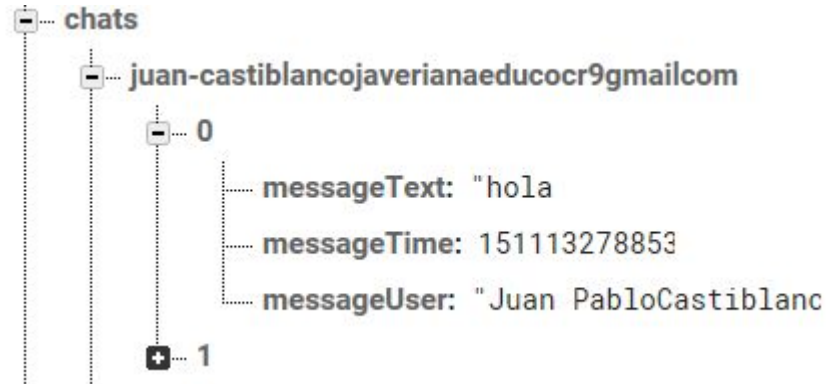 chats
juan-castiblancojaverianaeducocr9gmailcom
0
messageText: "hola
messageTime: 151113278853
messageUser: "Juan PabloCastiblanc
1